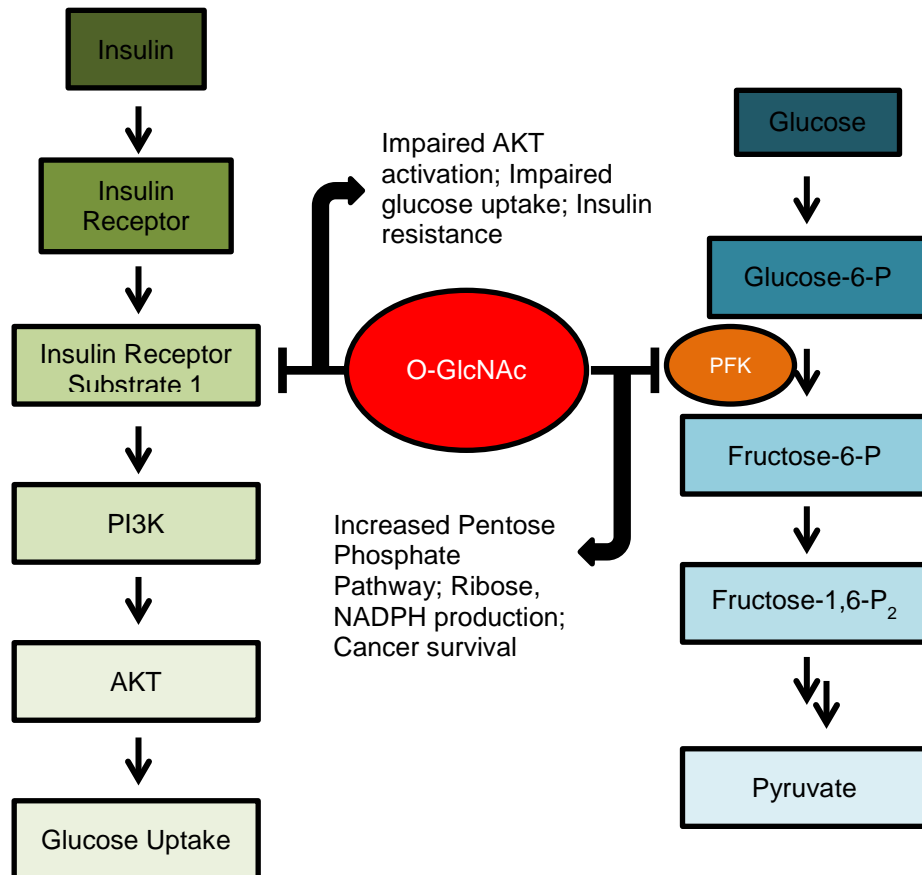 Insulin
Insulin
Receptor
Insulin Receptor
Substrate 1
PI3K
AKT
Glucose Uptake
Impaired AKT
activation; Impaired
glucose uptake; Insulin
resistance
O-GlcNAc
Increased Pentose
Phosphate
Pathway; Ribose,
NADPH production;
Cancer survival
Glucose
Glucose-6-P
PFK
Fructose-6-P
Fructose-1,6-P2
Pyruvate